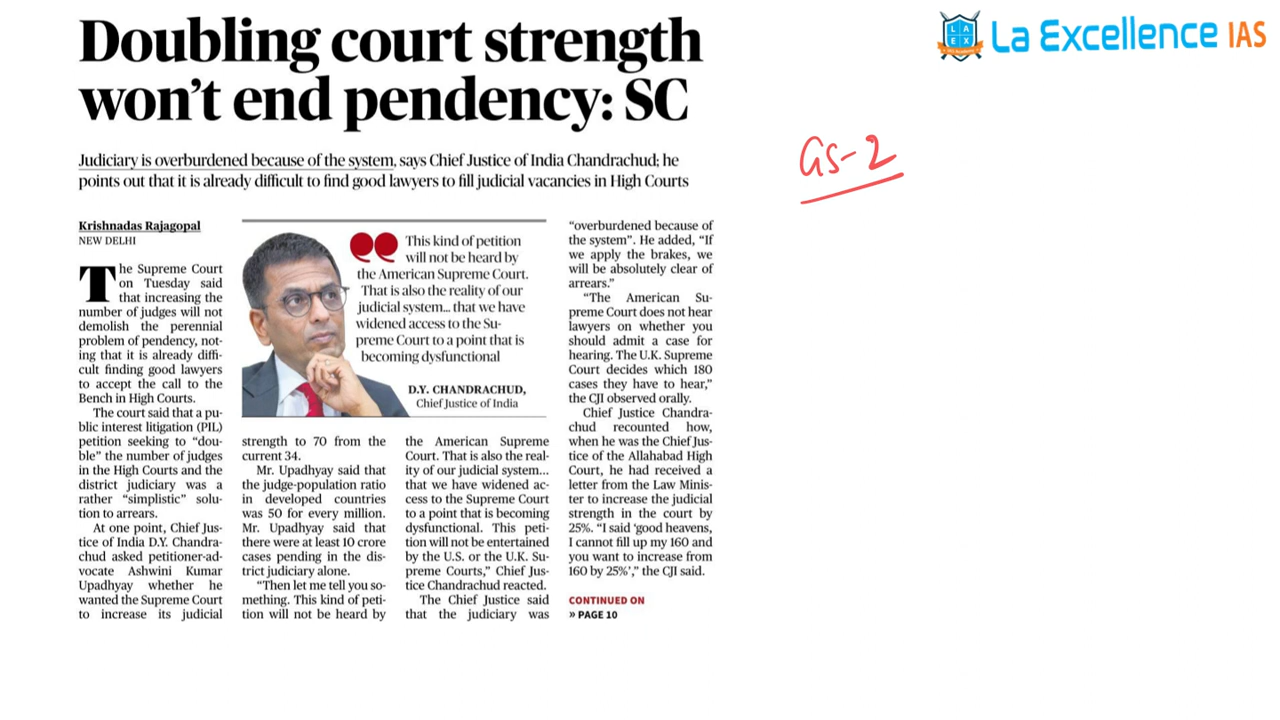 Doubling court strength
won't end pendency: SC
Judiciary is overburdened because of the system, says Chief Justice of India Chandrachud; he
points out that it is already difficult to find good lawyers to fill judicial vacancies in High Courts
Krishnadas Rajagopal
NEW DELHI
The Supreme Court
on Tuesday said
that increasing the
number of judges will not
demolish the perennial
problem of pendency, not-
ing that it is already diffi-
cult finding good lawyers
to accept the call to the
Bench in High Courts.
The court said that a pu-
blic interest litigation (PIL)
petition seeking to "dou-
ble" the number of judges
in the High Courts and the
district judiciary was a
rather "simplistic" solu-
tion to arrears.
At one point, Chief Jus-
tice of India D.Y. Chandra-
chud asked petitioner-ad-
vocate Ashwini Kumar
Upadhyay whether he
wanted the Supreme Court
to increase its judicial
This kind of petition
will not be heard by
the American Supreme Court.
That is also the reality of our
judicial system... that we have
widened access to the Su-
preme Court to a point that is
becoming dysfunctional
D.Y. CHANDRACHUD,
Chief Justice of India
strength to 70 from the
current 34.
Mr. Upadhyay said that
the judge-population ratio
in developed countries
was 50 for every million.
Mr. Upadhyay said that
there were at least 10 crore
cases pending in the dis-
trict judiciary alone.
"Then let me tell you so-
mething. This kind of peti-
tion will not be heard by
the American Supreme
Court. That is also the real-
ity of our judicial system...
that we have widened ac-
cess to the Supreme Court
to a point that is becoming
dysfunctional. This peti-
tion will not be entertained
by the U.S. or the U.K. Su-
preme Courts," Chief Jus-
tice Chandrachud reacted.
The Chief Justice said
that the judiciary was
"overburdened because of
the system". He added, "If
we apply the brakes, we
will be absolutely clear of
arrears."
"The American Su-
preme Court does not hear
lawyers on whether you
should admit a case for
hearing. The U.K. Supreme
Court decides which 180
cases they have to hear,"
the CJI observed orally.
Chief Justice Chandra-
chud recounted how,
when he was the Chief Jus-
tice of the Allahabad High
Court, he had received a
letter from the Law Minis-
ter to increase the judicial
strength in the court by
25%. "I said 'good heavens,
I cannot fill up my 160 and
you want to increase from
160 by 25%'," the CJI said.
CONTINUED ON
» PAGE 10
GS-2
LA
EX
La Excellence IAS